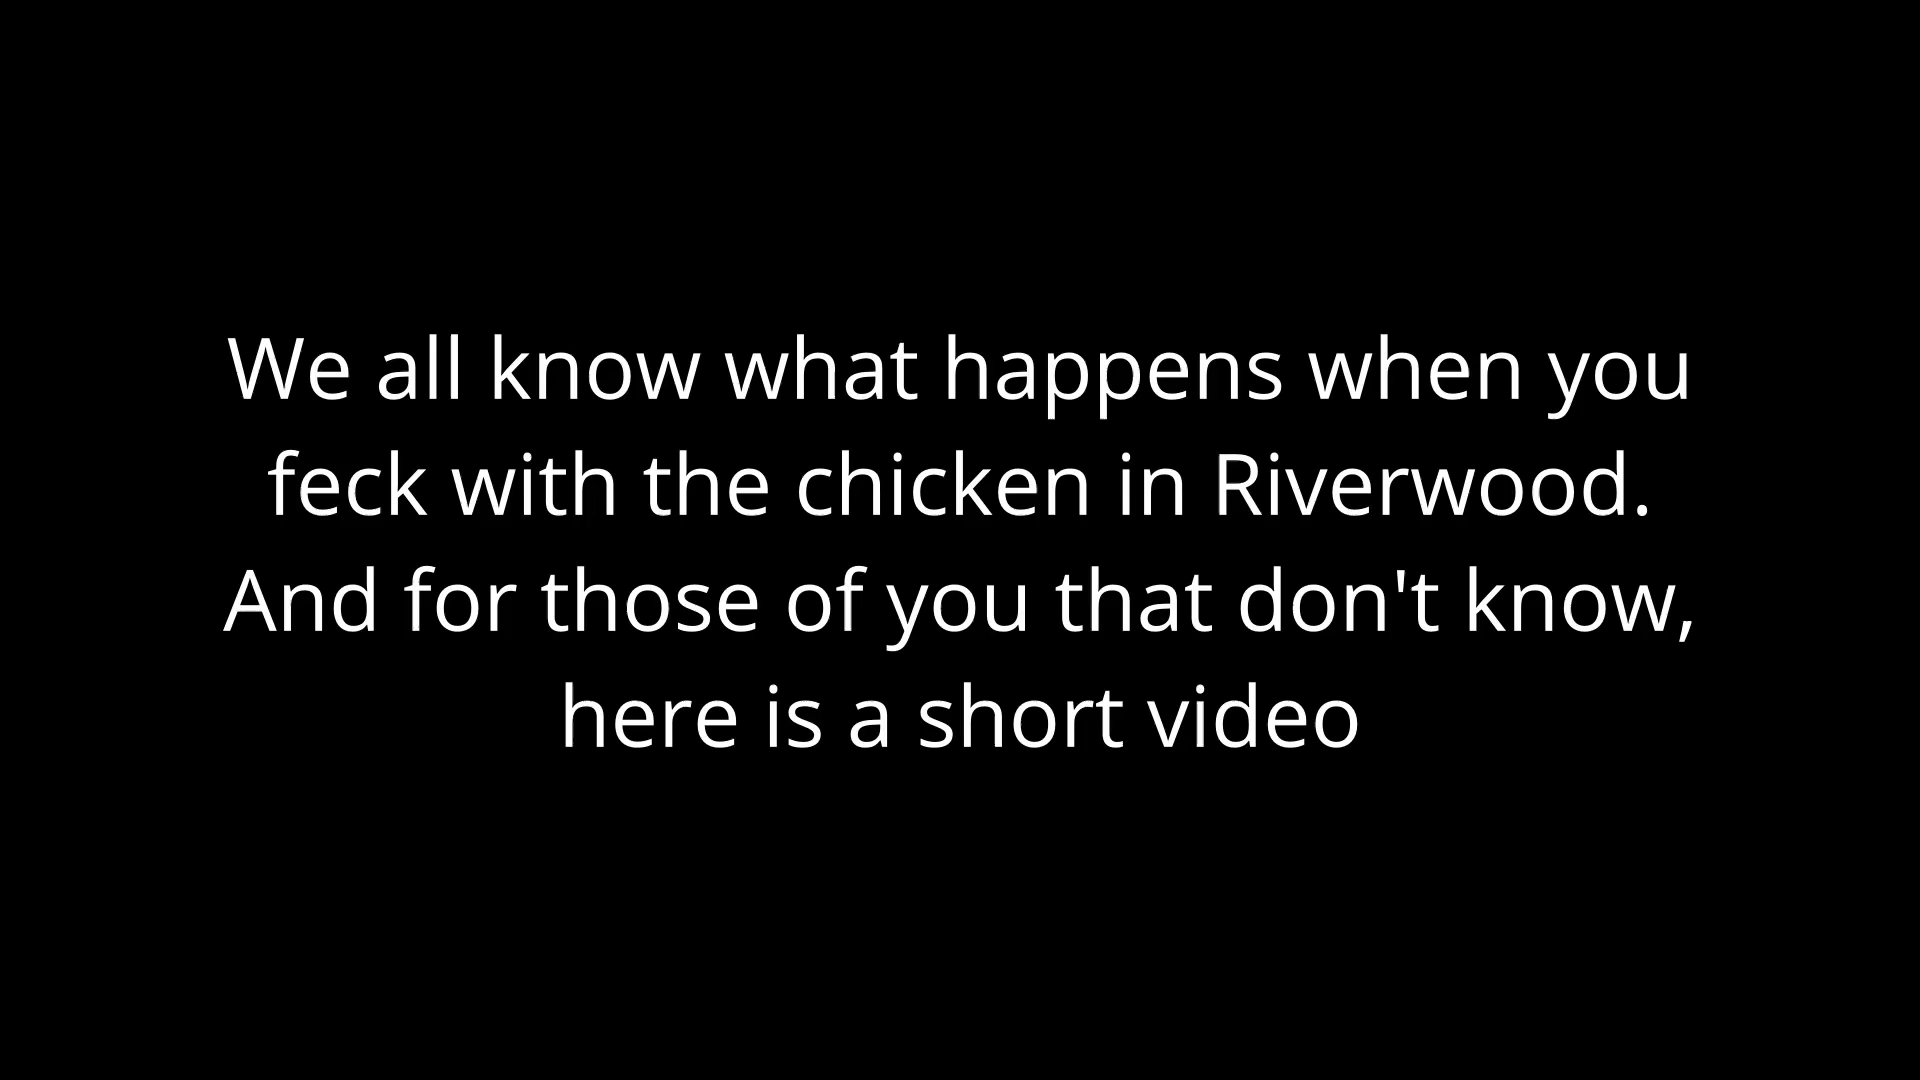 We all know what happens when you
feck with the chicken in Riverwood.
And for those of you that don't know,
here is a short video